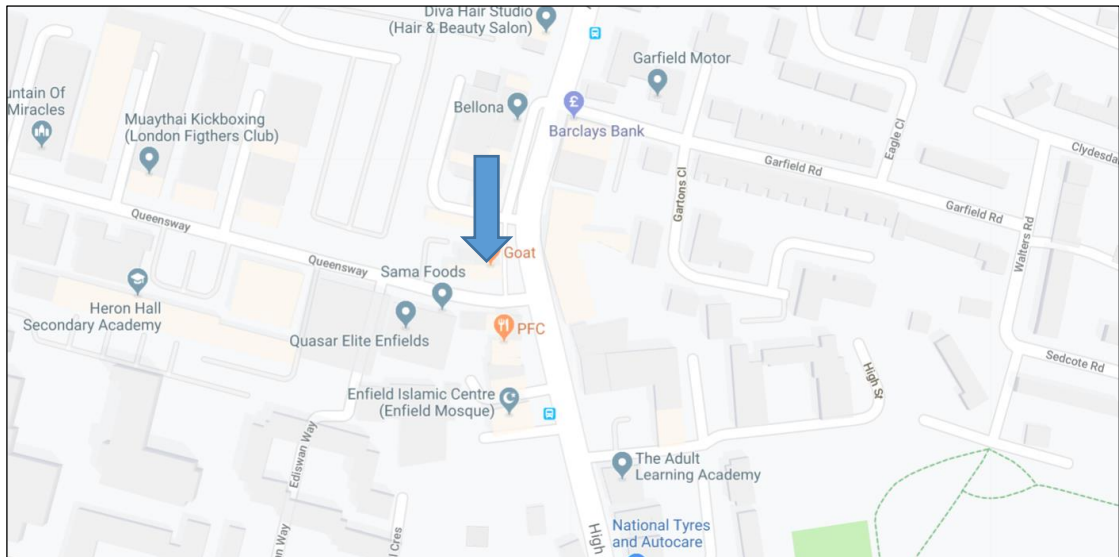 Diva Hair Studio
(Hair & Beauty Salon)
Garfield Motor
untain Of
Miracles
Bellona
£
Barclays Bank
Muaythai Kickboxing
(London Figthers Club)
Eagle Cl
Clydesda
Garfield Rd
Gartons Cl
Garfield Rd
Queensway
Walters Rd
Queensway
Goat
Sama Foods
Heron Hall
Secondary Academy
PFC
Quasar Elite Enfields
High St
Sedcote Rd
Enfield Islamic Centre
(Enfield Mosque)
Ediswan Way
The Adult
Learning Academy
National Tyres
and Autocare
High
an Way
l Cres